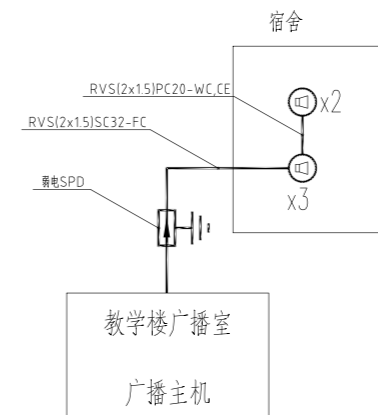 宿舍
RVS(2x1.5)PC20-WC,CE
x2
RVS(2x1.5)SC32-FC
x3
弱电SPD
教学楼广播室
广播主机